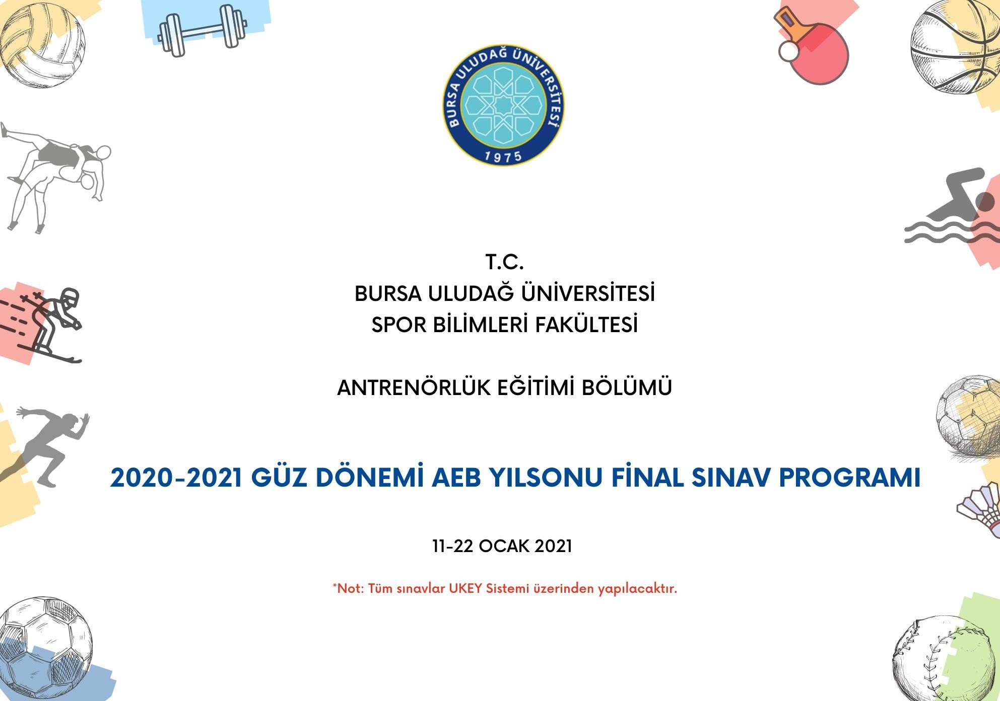 BURSA ULUDAĞ ÜNİVERSİTESİ
1975
T.C.
BURSA ULUDAĞ ÜNİVERSİTESİ
SPOR BİLİMLERİ FAKÜLTESİ
ANTRENÖRLÜK EĞİTİMİ BÖLÜMÜ
2020-2021 GÜZ DÖNEMİ AEB YILSONU FİNAL SINAV PROGRAMI
11-22 OCAK 2021
*Not: Tüm sınavlar UKEY Sistemi üzerinden yapılacaktır.